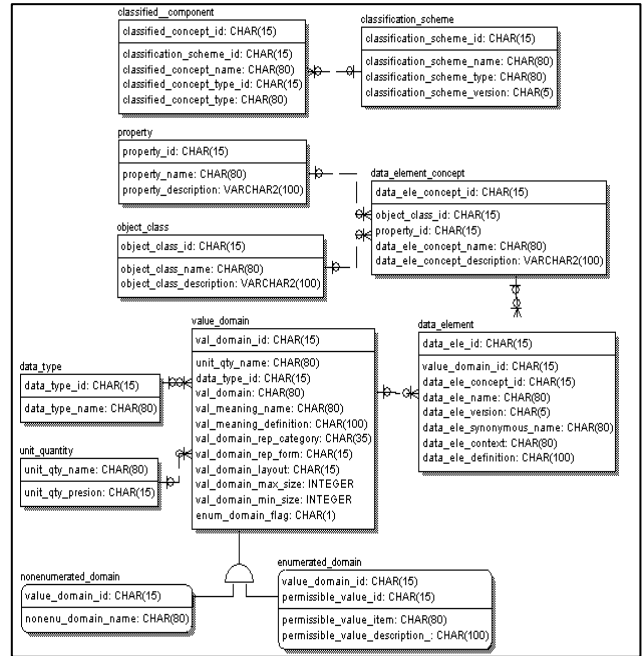 classified__component
classified_concept_id: CHAR(15)
classification_scheme_id: CHAR(15)
classified_concept_name: CHAR(80)
classified_concept_type_id: CHAR(15)
classified_concept_type: CHAR(80)
classification_scheme
classification_scheme_id: CHAR(15)
classification_scheme_name: CHAR(80)
classification_scheme_type: CHAR(80)
classification_scheme_version: CHAR(5)
property
property_id: CHAR(15)
property_name: CHAR(80)
property_description: VARCHAR2(100)
data_element_concept
data_ele_concept_id: CHAR(15)
object_class_id: CHAR(15)
property_id: CHAR(15)
data_ele_concept_name: CHAR(80)
data_ele_concept_description: VARCHAR2(100)
object_class
object_class_id: CHAR(15)
object_class_name: CHAR(80)
object_class_description: VARCHAR2(100)
value_domain
val_domain_id: CHAR(15)
unit_qty_name: CHAR(80)
data_type_id: CHAR(15)
val_domain: CHAR(80)
val_meaning_name: CHAR(80)
val_meaning_definition: CHAR(100)
val_domain_rep_category: CHAR(35)
val_domain_rep_form: CHAR(15)
val_domain_layout: CHAR(15)
val_domain_max_size: INTEGER
val_domain_min_size: INTEGER
enum_domain_flag: CHAR(1)
data_element
data_ele_id: CHAR(15)
value_domain_id: CHAR(15)
data_ele_concept_id: CHAR(15)
data_ele_name: CHAR(80)
data_ele_version: CHAR(5)
data_ele_synonymous_name: CHAR(80)
data_ele_context: CHAR(80)
data_ele_definition: CHAR(100)
data_type
data_type_id: CHAR(15)
data_type_name: CHAR(80)
unit_quantity
unit_qty_name: CHAR(80)
unit_qty_presion: CHAR(15)
nonenumerated_domain
value_domain_id: CHAR(15)
nonenu_domain_name: CHAR(80)
enumerated_domain
value_domain_id: CHAR(15)
permissible_value_id: CHAR(15)
permissible_value_item: CHAR(80)
permissible_value_description_: CHAR(100)